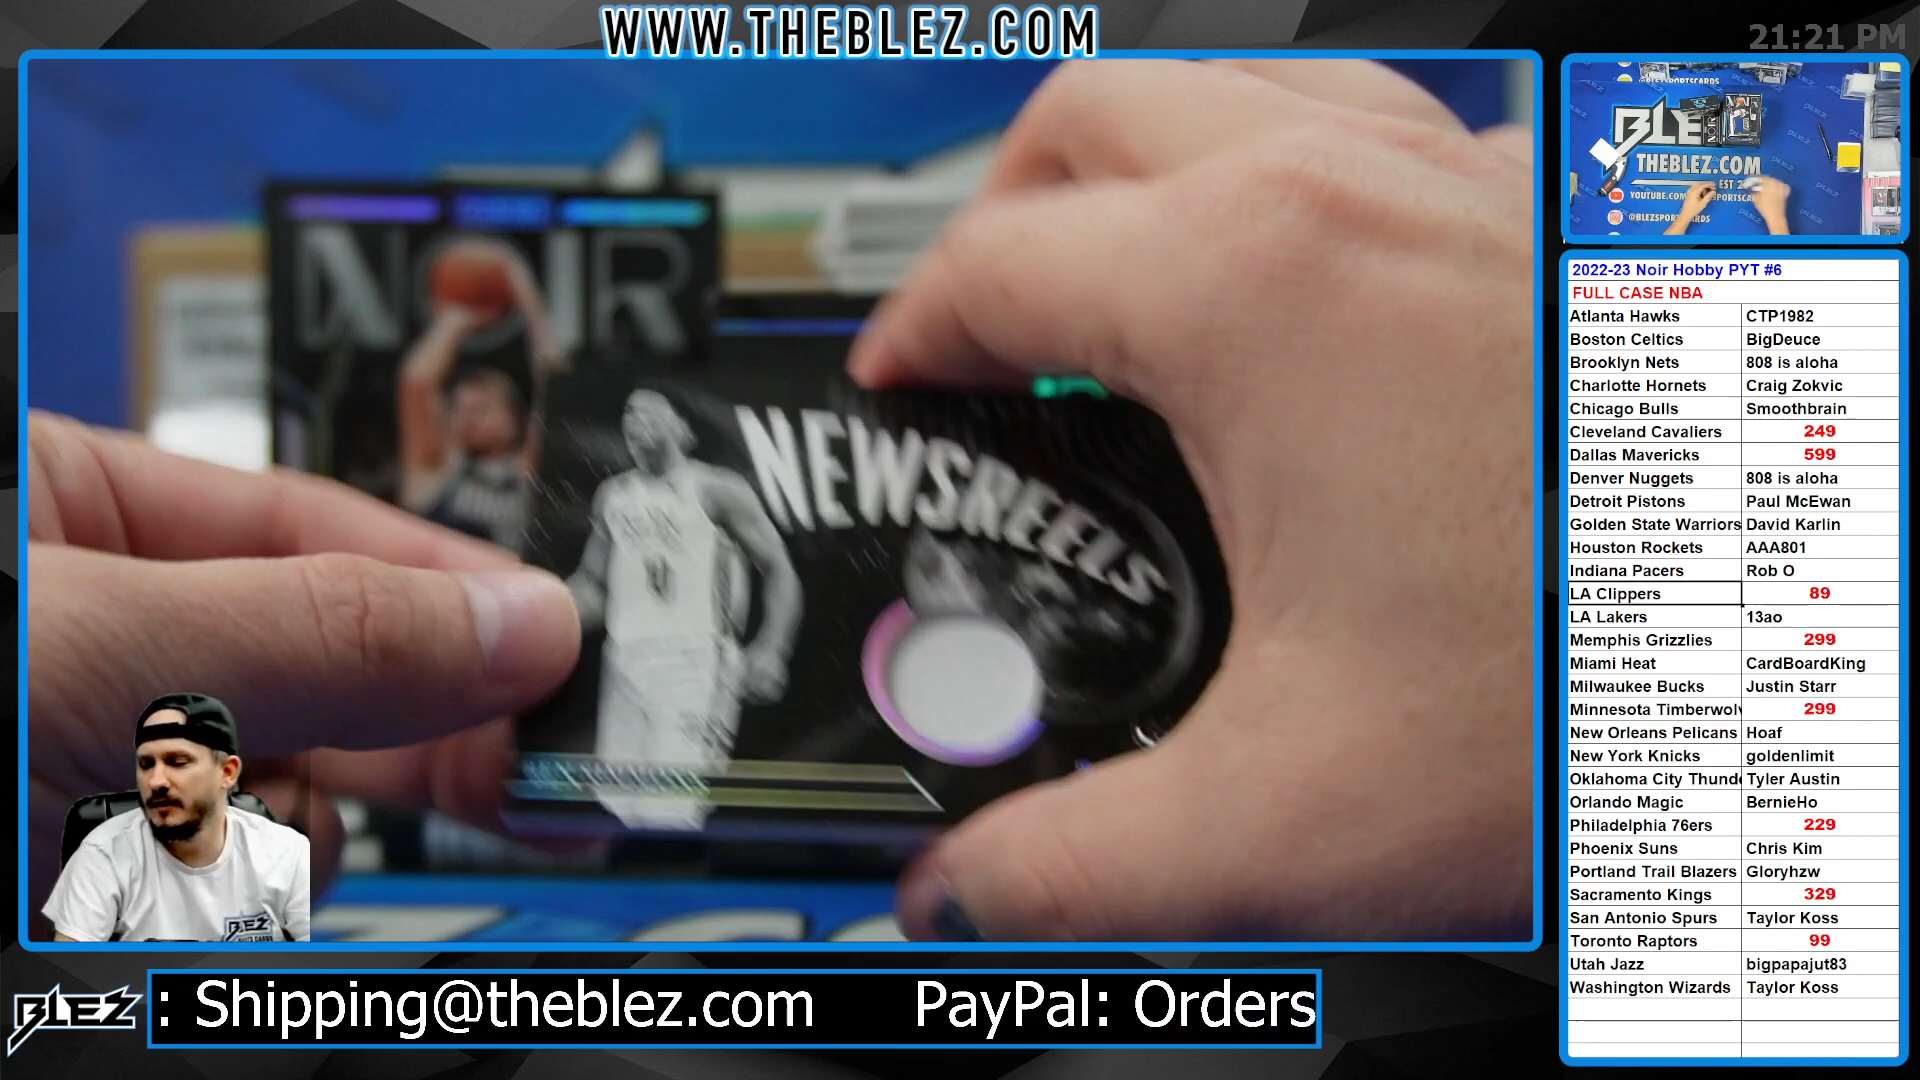 WWW.THEBLEZ.COM
21:21 PM
NOIR
NEWSREELS
BEN SIMMONS
BLEZ
THEBLEZ.COM
@BLEZSPORTSCARDS
2022-23 Noir Hobby PYT #6
FULL CASE NBA
Atlanta Hawks CTP1982
Boston Celtics BigDeuce
Brooklyn Nets 808 is aloha
Charlotte Hornets Craig Zokvic
Chicago Bulls Smoothbrain
Cleveland Cavaliers 249
Dallas Mavericks 599
Denver Nuggets 808 is aloha
Detroit Pistons Paul McEwan
Golden State Warriors David Karlin
Houston Rockets AAA801
Indiana Pacers Rob O
LA Clippers 89
LA Lakers 13ao
Memphis Grizzlies 299
Miami Heat CardBoardKing
Milwaukee Bucks Justin Starr
Minnesota Timberwolv 299
New Orleans Pelicans Hoaf
New York Knicks goldenlimit
Oklahoma City Thund Tyler Austin
Orlando Magic BernieHo
Philadelphia 76ers 229
Phoenix Suns Chris Kim
Portland Trail Blazers Gloryhzw
Sacramento Kings 329
San Antonio Spurs Taylor Koss
Toronto Raptors 99
Utah Jazz bigpapajut83
Washington Wizards Taylor Koss
BLEZ
: Shipping@theblez.com PayPal: Orders